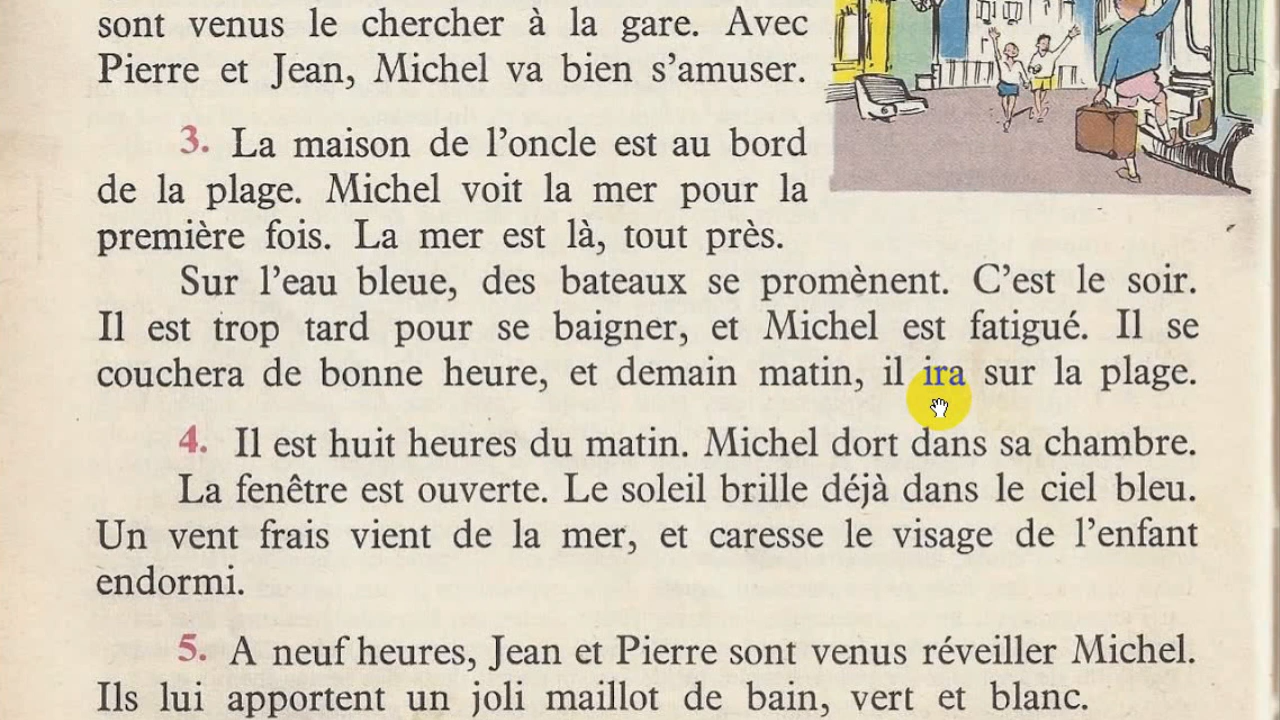 sont venus le chercher à la gare. Avec
Pierre et Jean, Michel va bien s’amuser.
3. La maison de l’oncle est au bord
de la plage. Michel voit la mer pour la
première fois. La mer est là, tout près.
Sur l’eau bleue, des bateaux se promènent. C’est le soir.
Il est trop tard pour se baigner, et Michel est fatigué. Il se
couchera de bonne heure, et demain matin, il ira sur la plage.
4. Il est huit heures du matin. Michel dort dans sa chambre.
La fenêtre est ouverte. Le soleil brille déjà dans le ciel bleu.
Un vent frais vient de la mer, et caresse le visage de l’enfant
endormi.
5. A neuf heures, Jean et Pierre sont venus réveiller Michel.
Ils lui apportent un joli maillot de bain, vert et blanc.